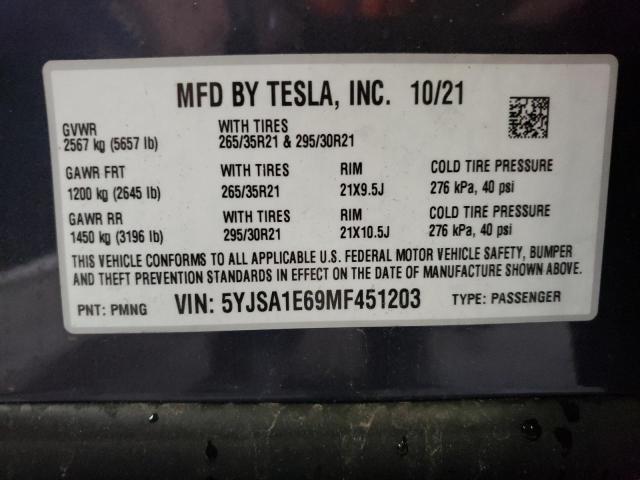 MFD BY TESLA, INC. 10/21
GVWR WITH TIRES
2567 kg (5657 lb) 265/35R21 & 295/30R21
GAWR FRT WITH TIRES RIM COLD TIRE PRESSURE
1200 kg (2645 lb) 265/35R21 21X9.5J 276 kPa, 40 psi
GAWR RR WITH TIRES RIM COLD TIRE PRESSURE
1450 kg (3196 lb) 295/30R21 21X10.5J 276 kPa, 40 psi
THIS VEHICLE CONFORMS TO ALL APPLICABLE U.S. FEDERAL MOTOR VEHICLE SAFETY, BUMPER
AND THEFT PREVENTION STANDARDS IN EFFECT ON THE DATE OF MANUFACTURE SHOWN ABOVE.
PNT: PMNG VIN: 5YJSA1E69MF451203 TYPE: PASSENGER